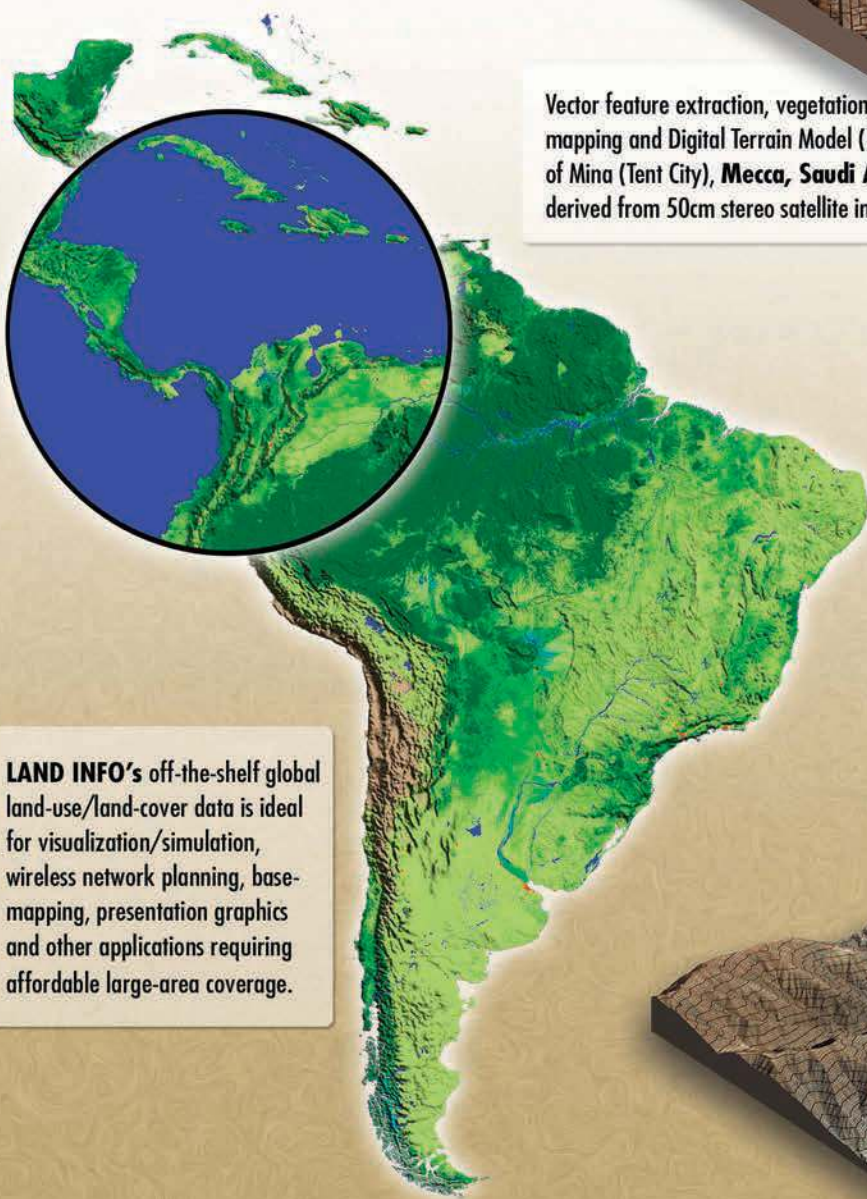 Vector feature extraction, vegetation
mapping and Digital Terrain Model (
of Mina (Tent City), Mecca, Saudi
derived from 50cm stereo satellite
LAND INFO's off-the-shelf global
land-use/land-cover data is ideal
for visualization/simulation,
wireless network planning, base-
mapping, presentation graphics
and other applications requiring
affordable large-area coverage.